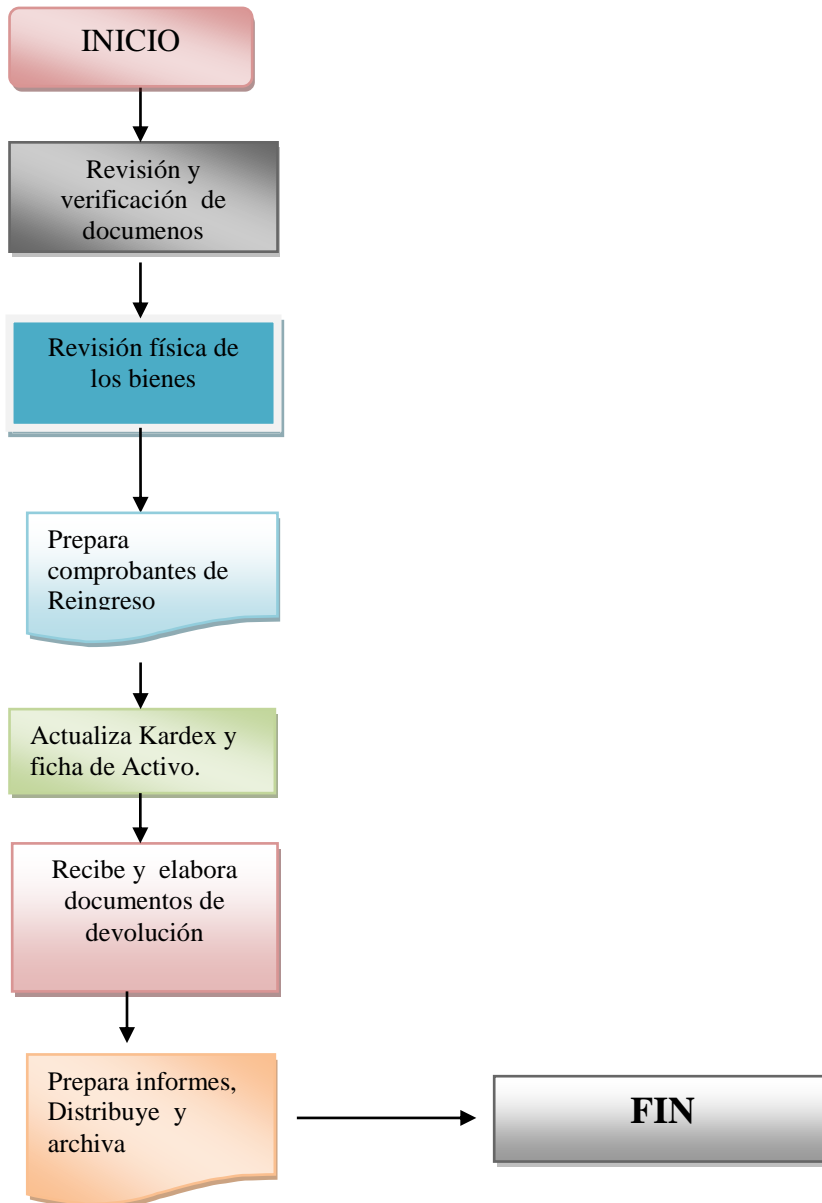 INICIO
Revisión y
verificación de
documenos
Revisión física de
los bienes
Prepara
comprobantes de
Reingreso
Actualiza Kardex y
ficha de Activo.
Recibe y elabora
documentos de
devolución
Prepara informes,
Distribuye y
archiva
FIN